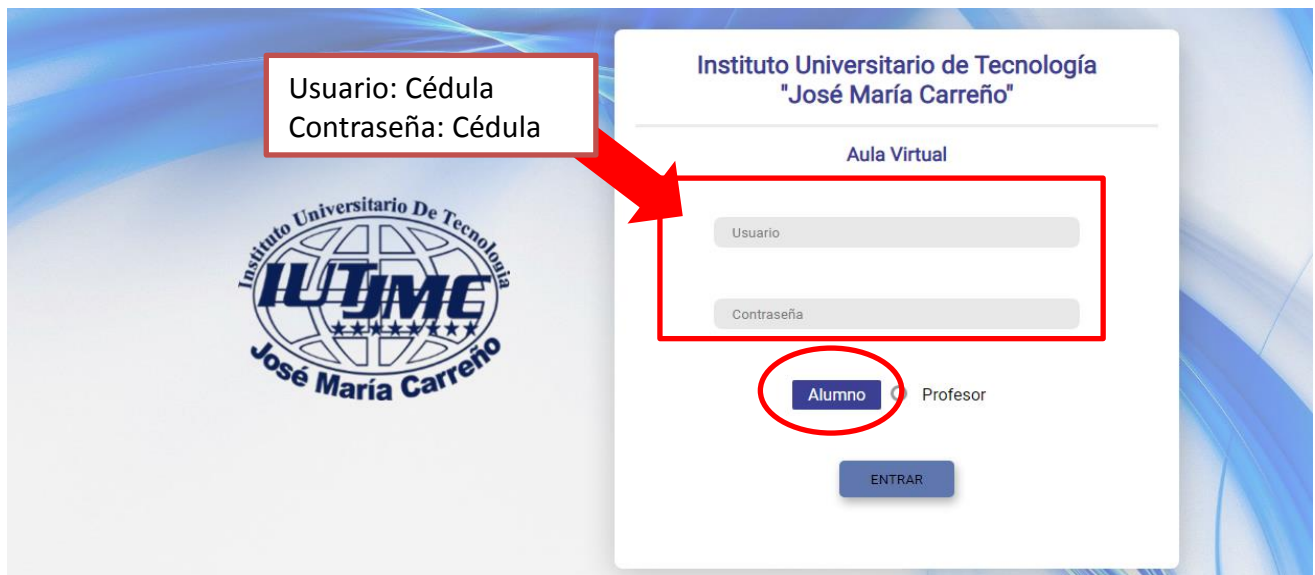 Usuario: Cédula
Contraseña: Cédula
Instituto Universitario De Tecnologia
IUTJMC
José María Carreño
Instituto Universitario de Tecnología
"José María Carreño"
Aula Virtual
Usuario
Contraseña
Alumno Profesor
ENTRAR